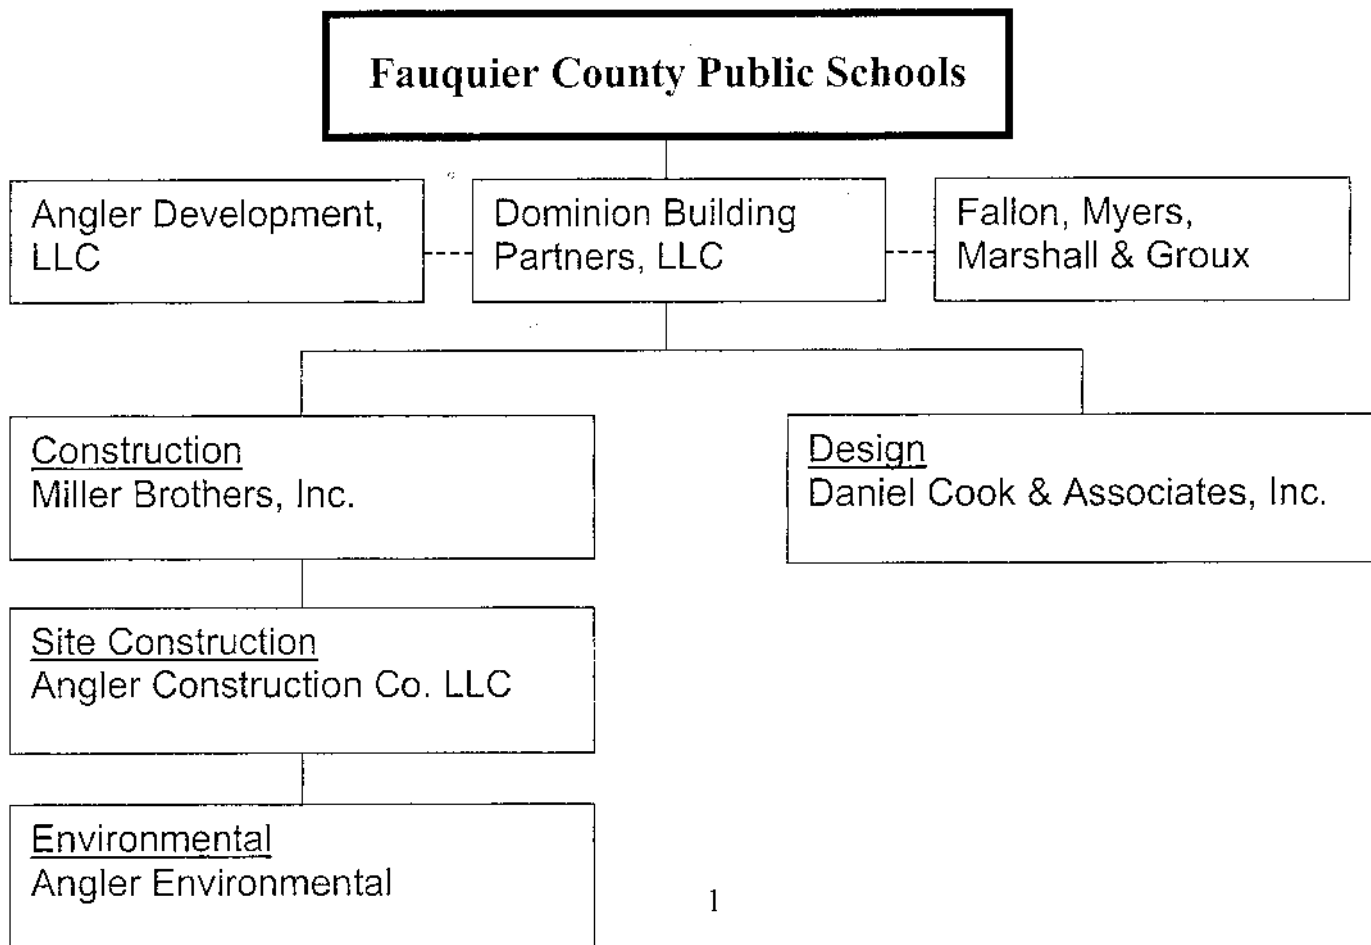 Fauquier County Public Schools
Angler Development,
LLC
Dominion Building
Partners, LLC
Fallon, Myers,
Marshall & Groux
Construction
Miller Brothers, Inc.
Design
Daniel Cook & Associates, Inc.
Site Construction
Angler Construction Co. LLC
Environmental
Angler Environmental
1